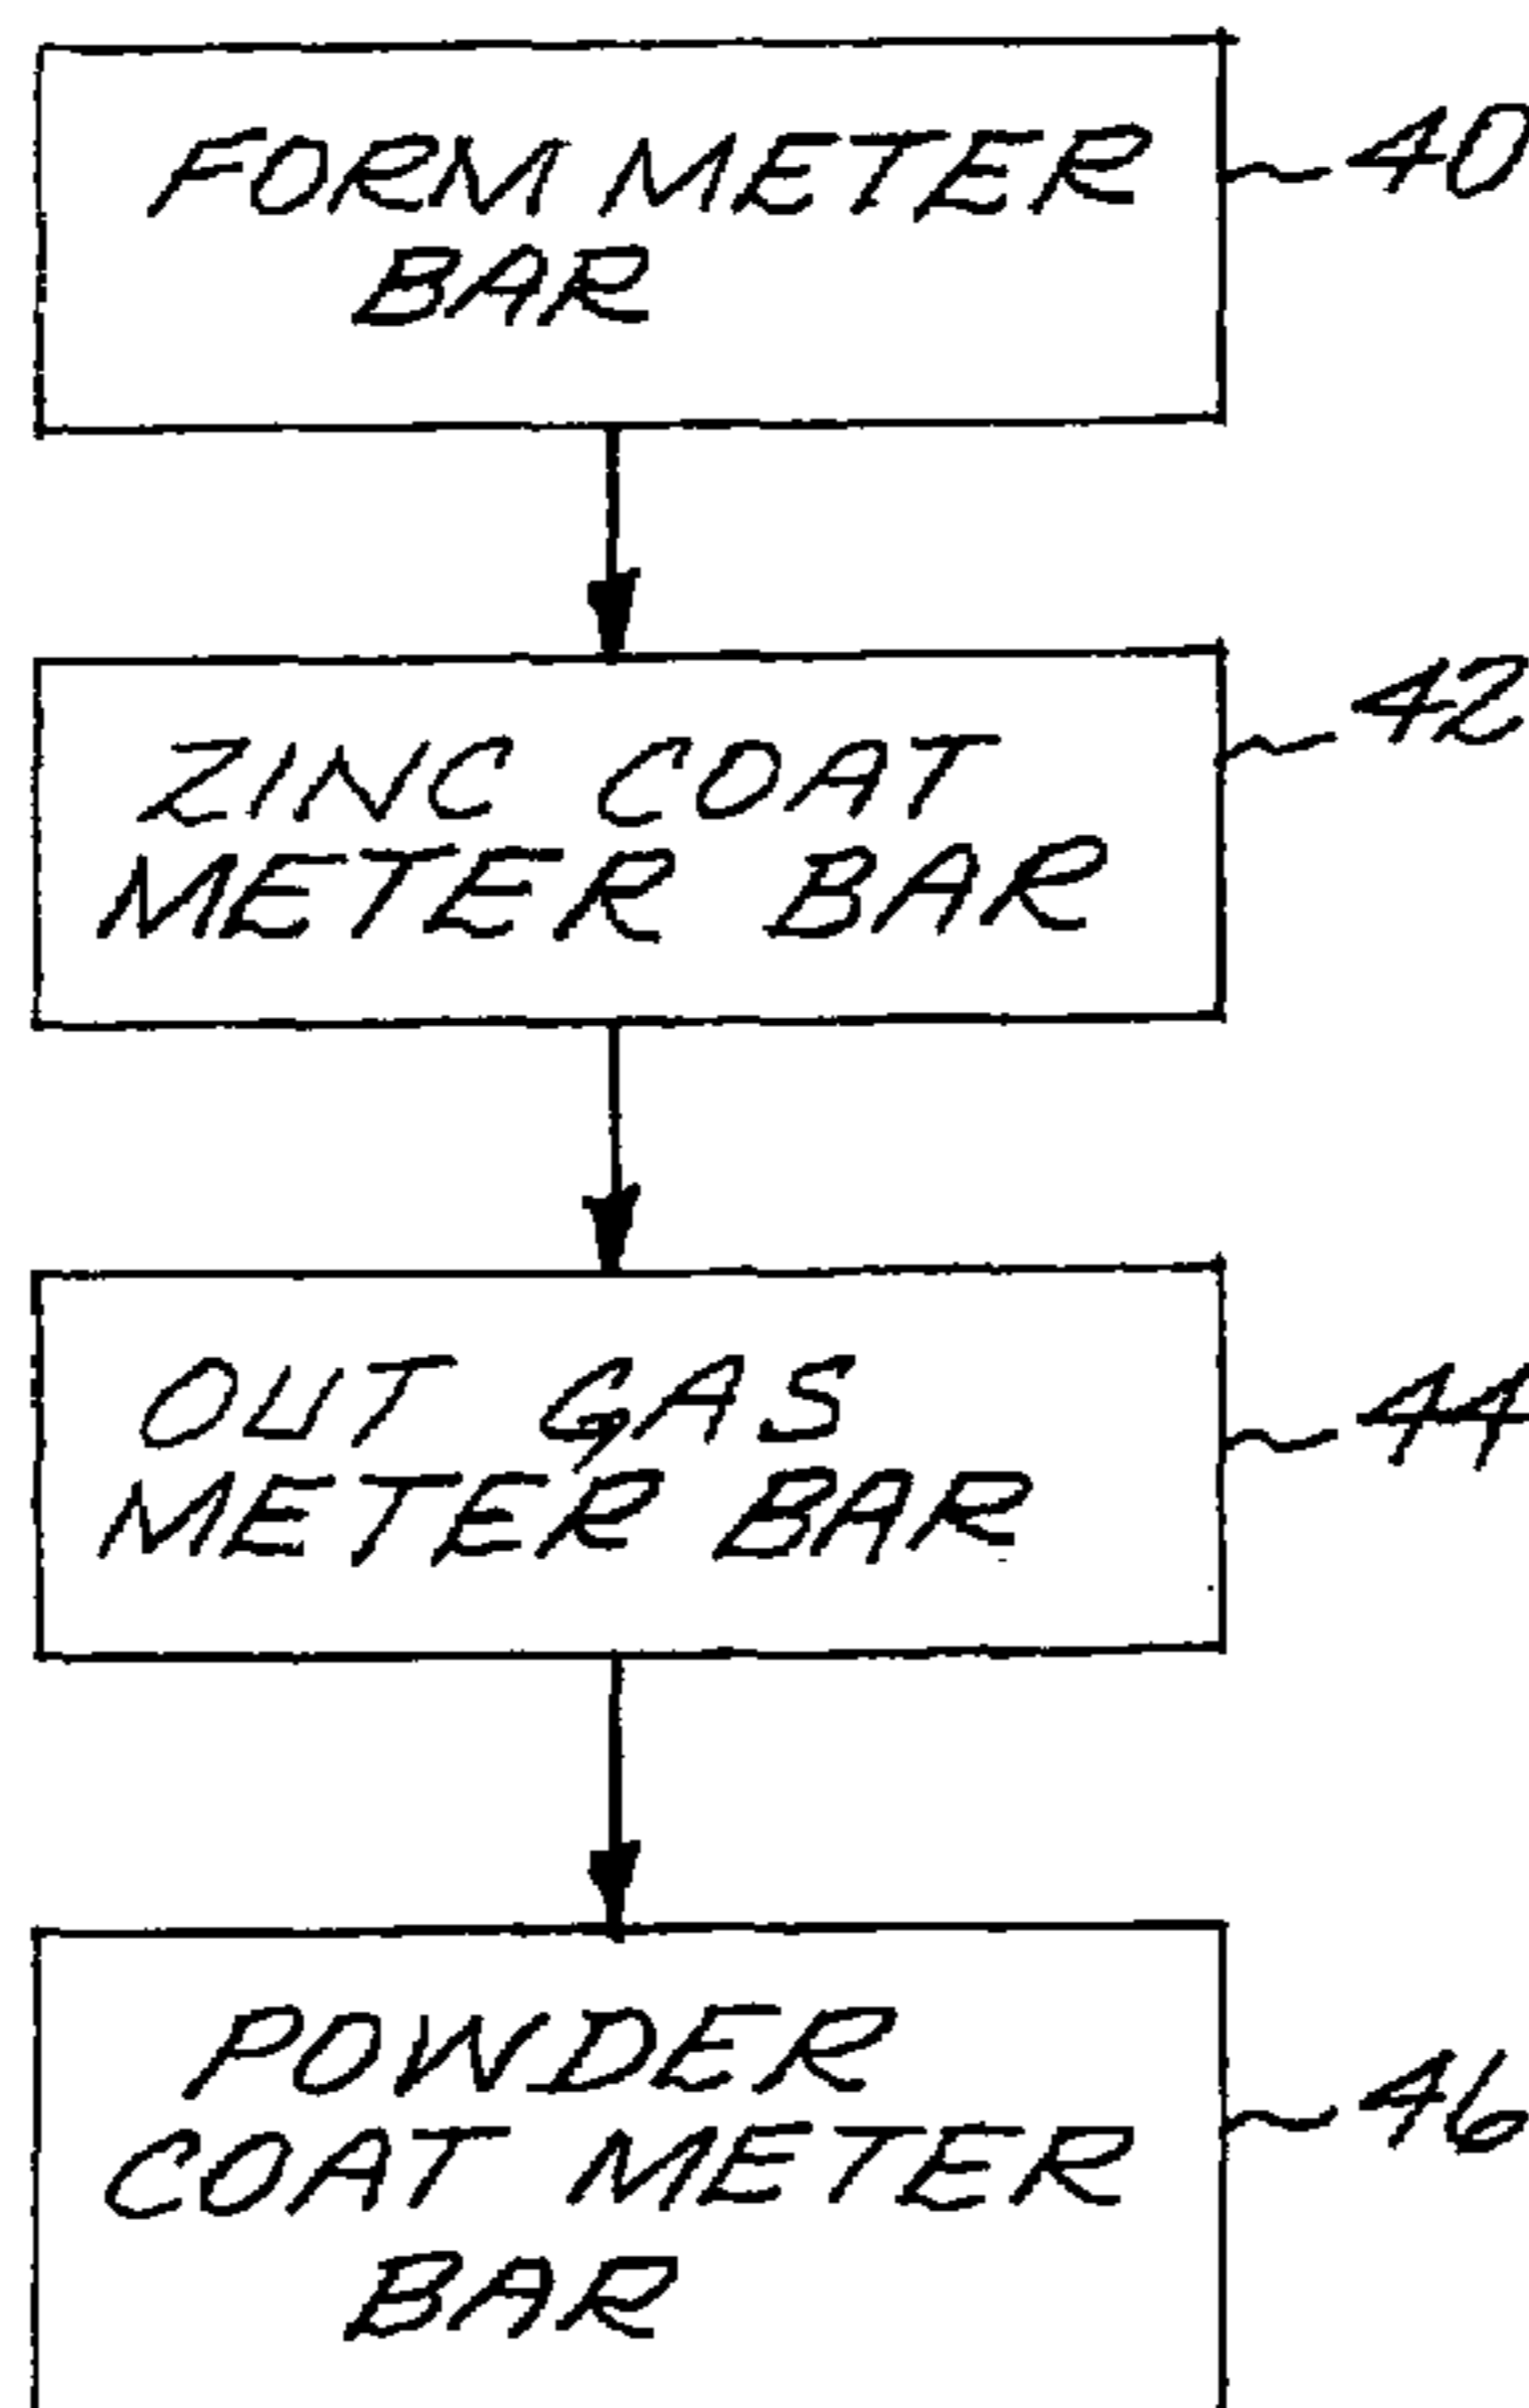 FORM METER 40
BAR
42
ZINC COAT
METER BAR
OUT GAS 44
METER BAR
POWDER
COAT METER 46
BAR